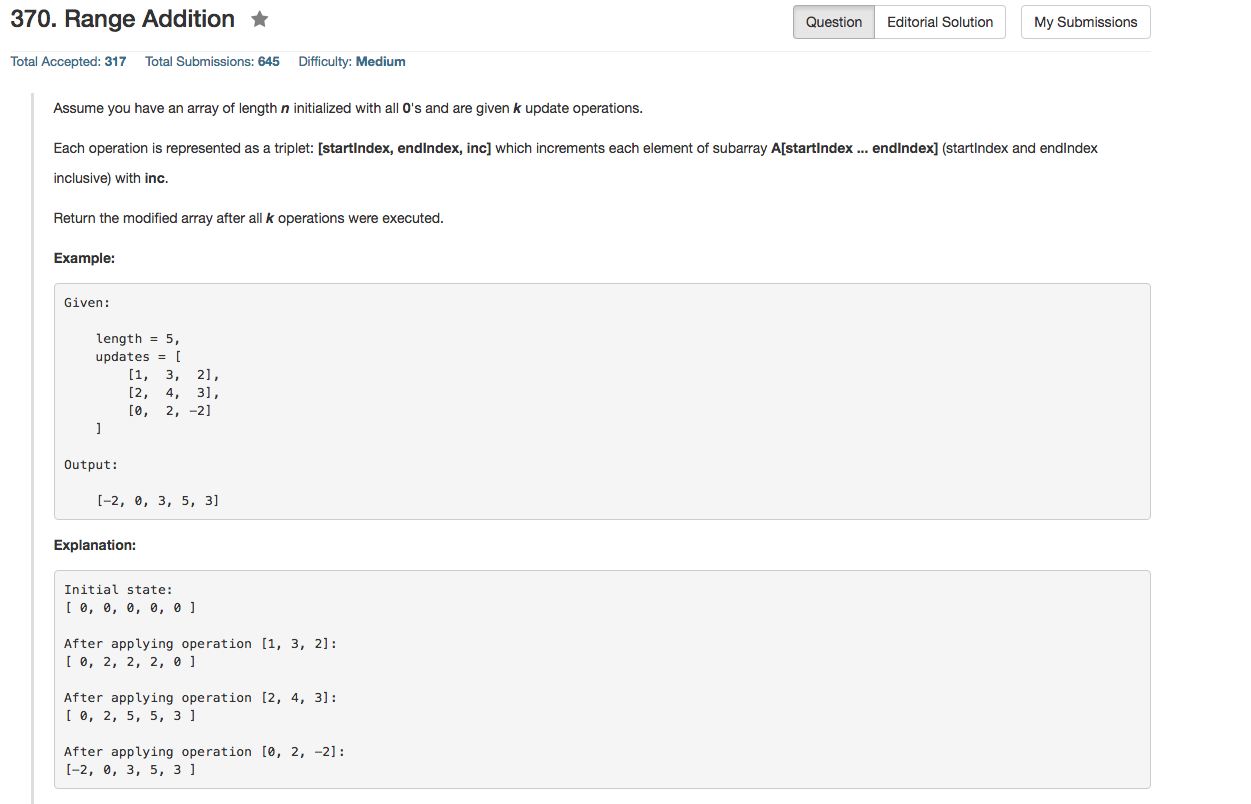 370. Range Addition ★
Question Editorial Solution My Submissions
Total Accepted: 317 Total Submissions: 645 Difficulty: Medium
Assume you have an array of length n initialized with all 0's and are given k update operations.
Each operation is represented as a triplet: [startIndex, endIndex, inc] which increments each element of subarray A[startIndex ... endIndex] (startIndex and endIndex
inclusive) with inc.
Return the modified array after all k operations were executed.
Example:
Given:
length = 5,
updates = [
[1, 3, 2],
[2, 4, 3],
[0, 2, -2]
]
Output:
[-2, 0, 3, 5, 3]
Explanation:
Initial state:
[ 0, 0, 0, 0, 0 ]
After applying operation [1, 3, 2]:
[ 0, 2, 2, 2, 0 ]
After applying operation [2, 4, 3]:
[ 0, 2, 5, 5, 3 ]
After applying operation [0, 2, -2]:
[-2, 0, 3, 5, 3 ]